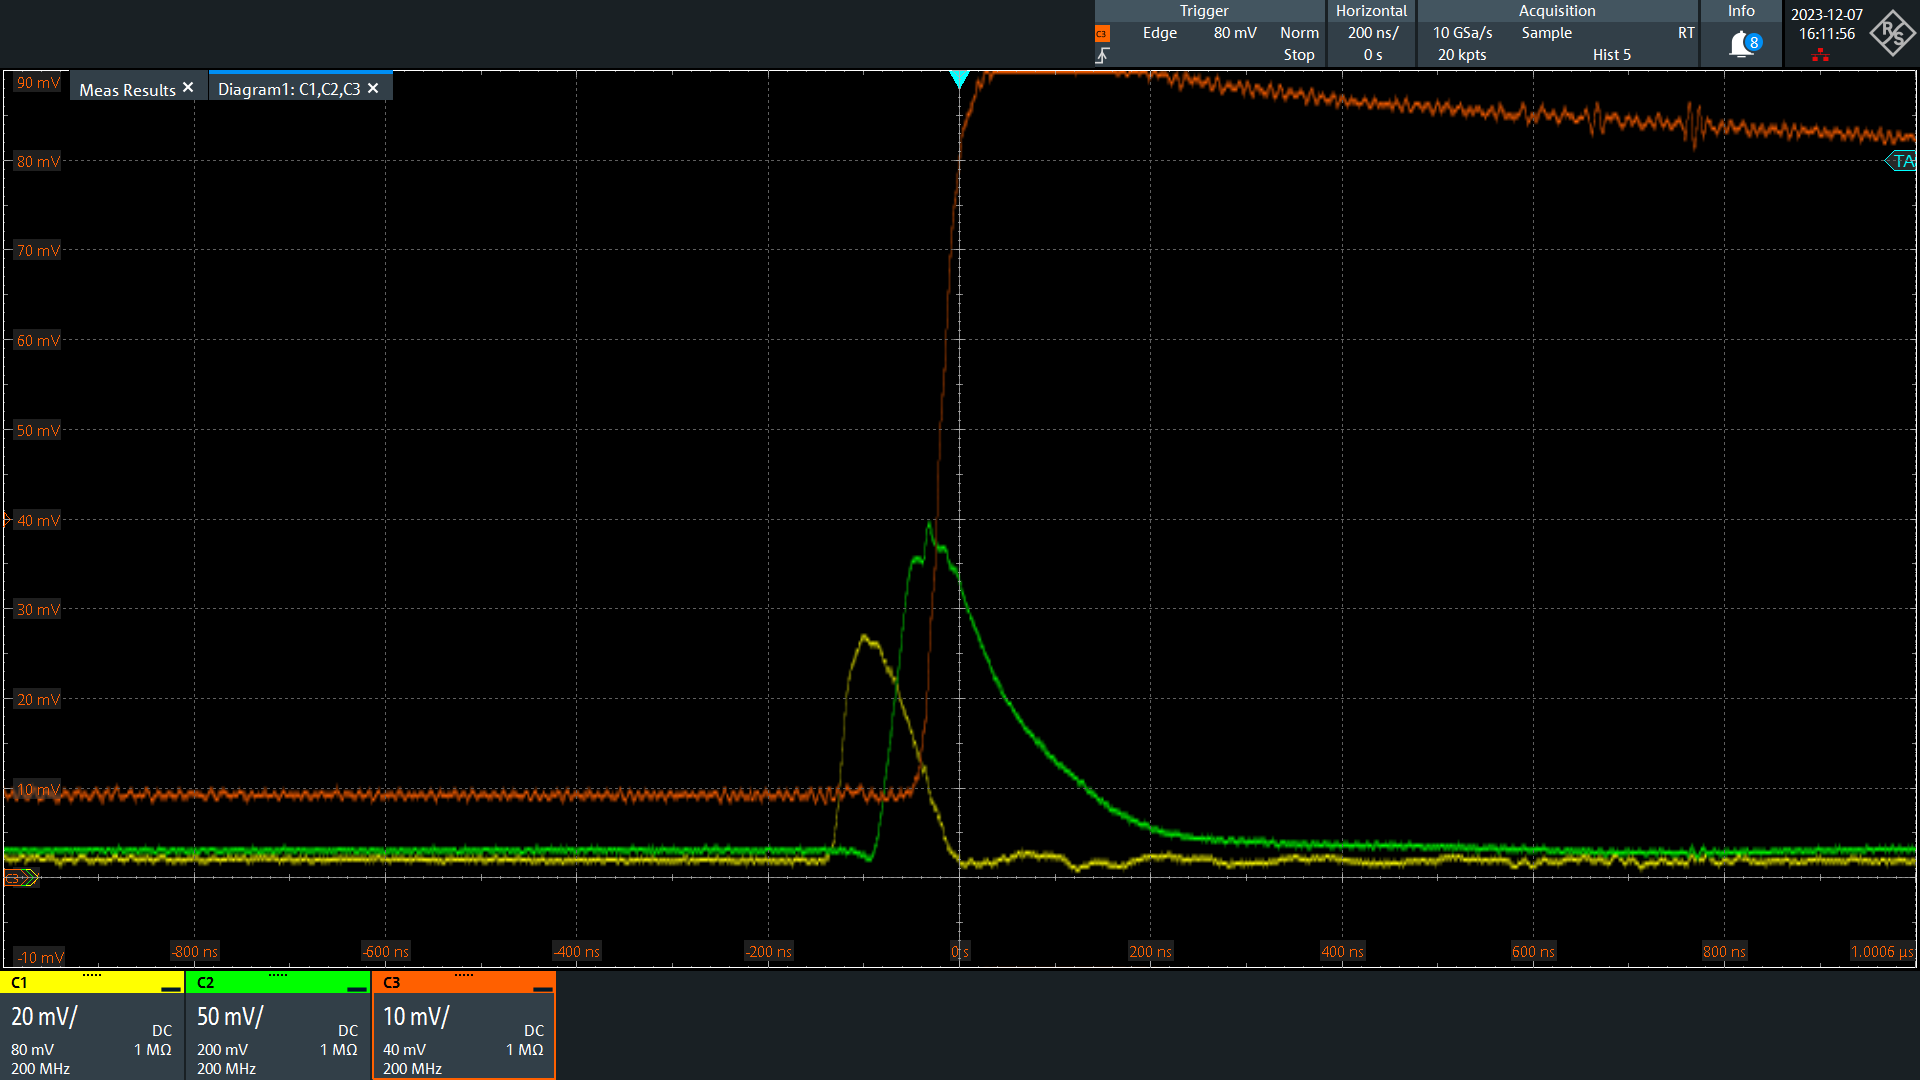 Trigger
Horizontal
Acquisition
Info
2023-12-07
16:11:56
C3
Edge 80 mV Norm
Stop
200 ns/
0 s
10 GSa/s Sample RT
20 kpts Hist 5
8
R&S
Meas Results ×
Diagram1: C1,C2,C3 ×
90 mV
80 mV
TA
70 mV
60 mV
50 mV
40 mV
30 mV
20 mV
10 mV
C3
-10 mV
-800 ns
-600 ns
-400 ns
-200 ns
0 s
200 ns
400 ns
600 ns
800 ns
1.0006 µs
C1
20 mV/
DC
80 mV 1 MΩ
200 MHz
C2
50 mV/
DC
200 mV 1 MΩ
200 MHz
C3
10 mV/
DC
40 mV 1 MΩ
200 MHz